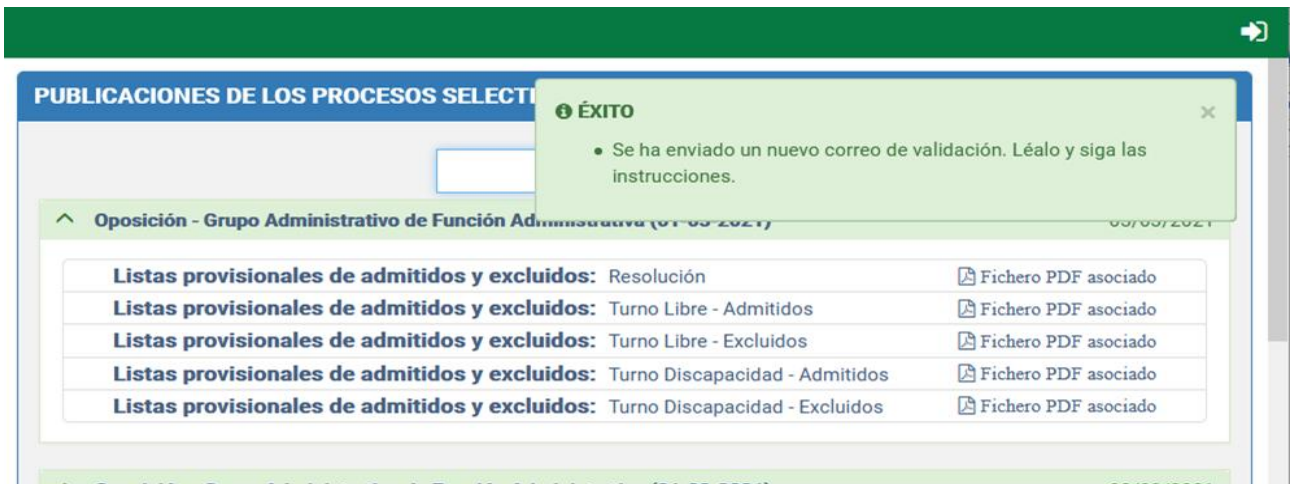 PUBLICACIONES DE LOS PROCESOS
ÉXITO
×
• Se ha enviado un nuevo correo de validación. Léalo y siga las
instrucciones.
Oposición - Grupo Administrativo de Función
Listas provisionales de admitidos y excluidos: Resolución Fichero PDF asociado
Listas provisionales de admitidos y excluidos: Turno Libre - Admitidos Fichero PDF asociado
Listas provisionales de admitidos y excluidos: Turno Libre - Excluidos Fichero PDF asociado
Listas provisionales de admitidos y excluidos: Turno Discapacidad - Admitidos Fichero PDF asociado
Listas provisionales de admitidos y excluidos: Turno Discapacidad - Excluidos Fichero PDF asociado